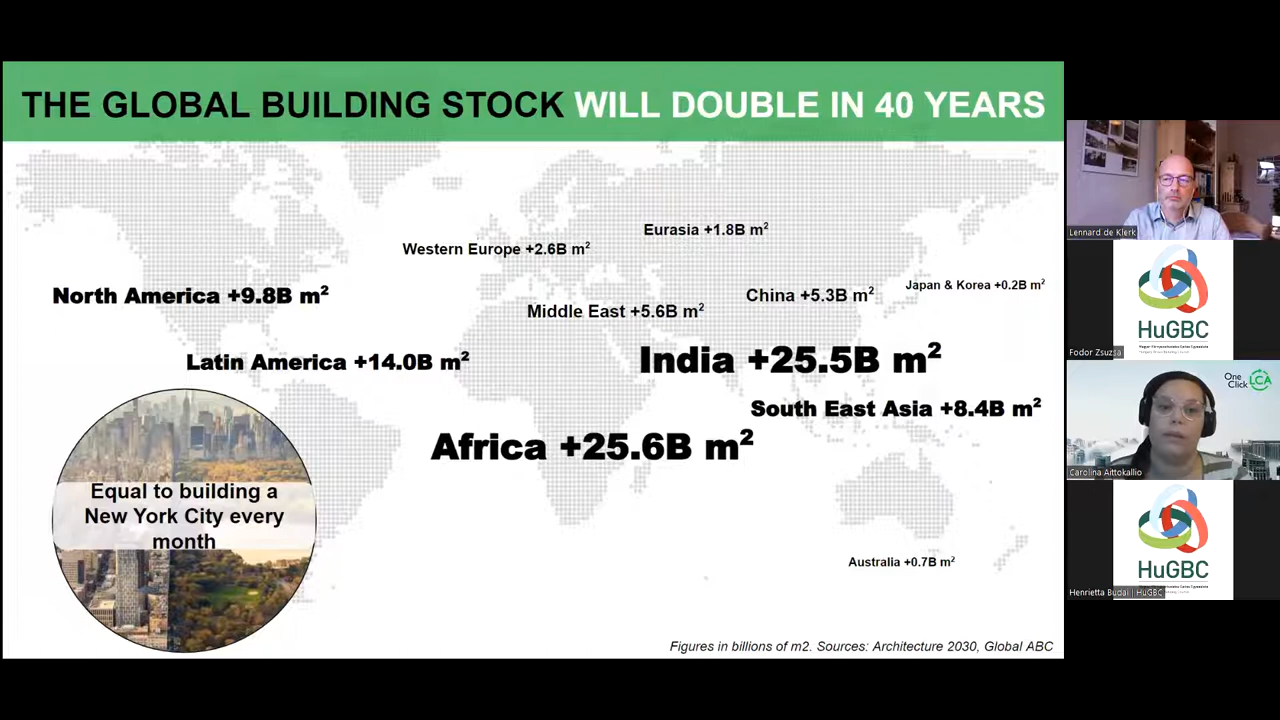 THE GLOBAL BUILDING STOCK WILL DOUBLE IN 40 YEARS
Eurasia +1.8B m²
Western Europe +2.6B m²
Japan & Korea +0.2B m²
North America +9.8B m²
China +5.3B m²
Middle East +5.6B m²
Latin America +14.0B m²
India +25.5B m²
South East Asia +8.4B m²
Africa +25.6B m²
Equal to building a
New York City every
month
Australia +0.7B m²
Figures in billions of m2. Sources: Architecture 2030, Global ABC
Lennard de Klerk
HuGBC
Fodor Zsuzsa
One
Click
LCA
Carolina Aittokallio
HuGBC
Henrietta Budai | HuGBC